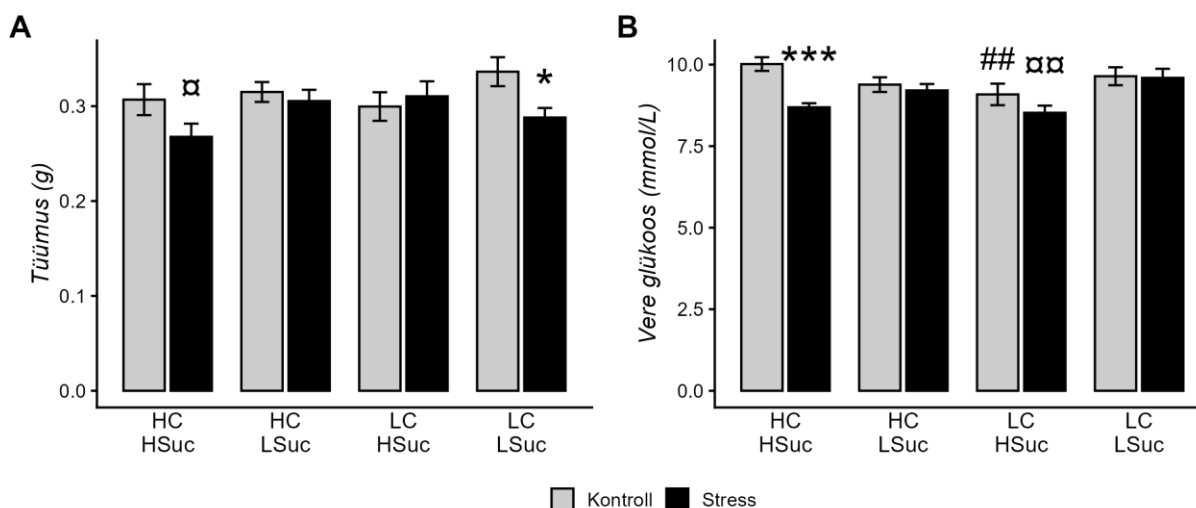 A
Tüümus (g)
0.3
0.2
0.1
0.0
¤
*
HC
HSuc
HC
LSuc
LC
HSuc
LC
LSuc
B
Vere glükoos (mmol/L)
10.0
7.5
5.0
2.5
0.0
***
##
¤¤
HC
HSuc
HC
LSuc
LC
HSuc
LC
LSuc
Kontroll Stress